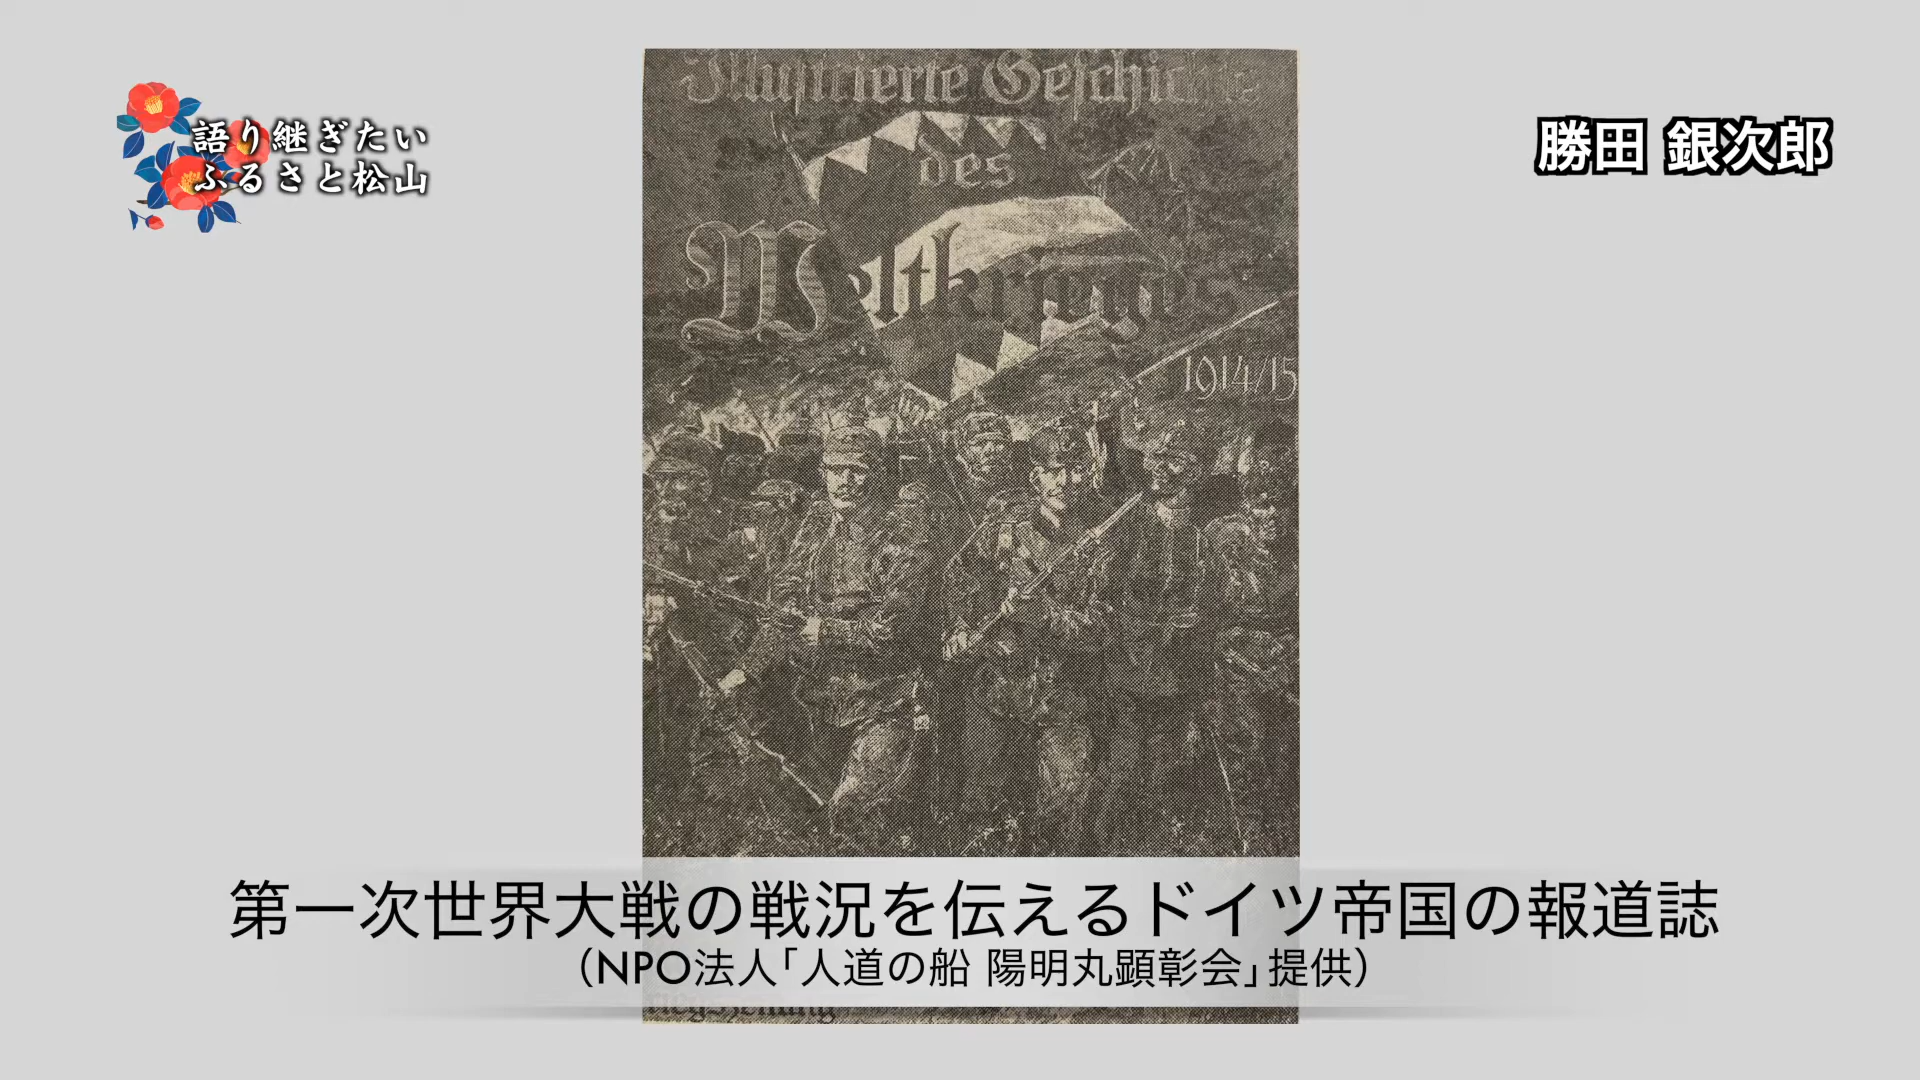 語り継ぎたい
ふるさと松山
勝田 銀次郎
Illustrierte Geschichte
des
Weltkrieges
1914/15
第一次世界大戦の戦況を伝えるドイツ帝国の報道誌
（NPO法人「人道の船 陽明丸顕彰会」提供）